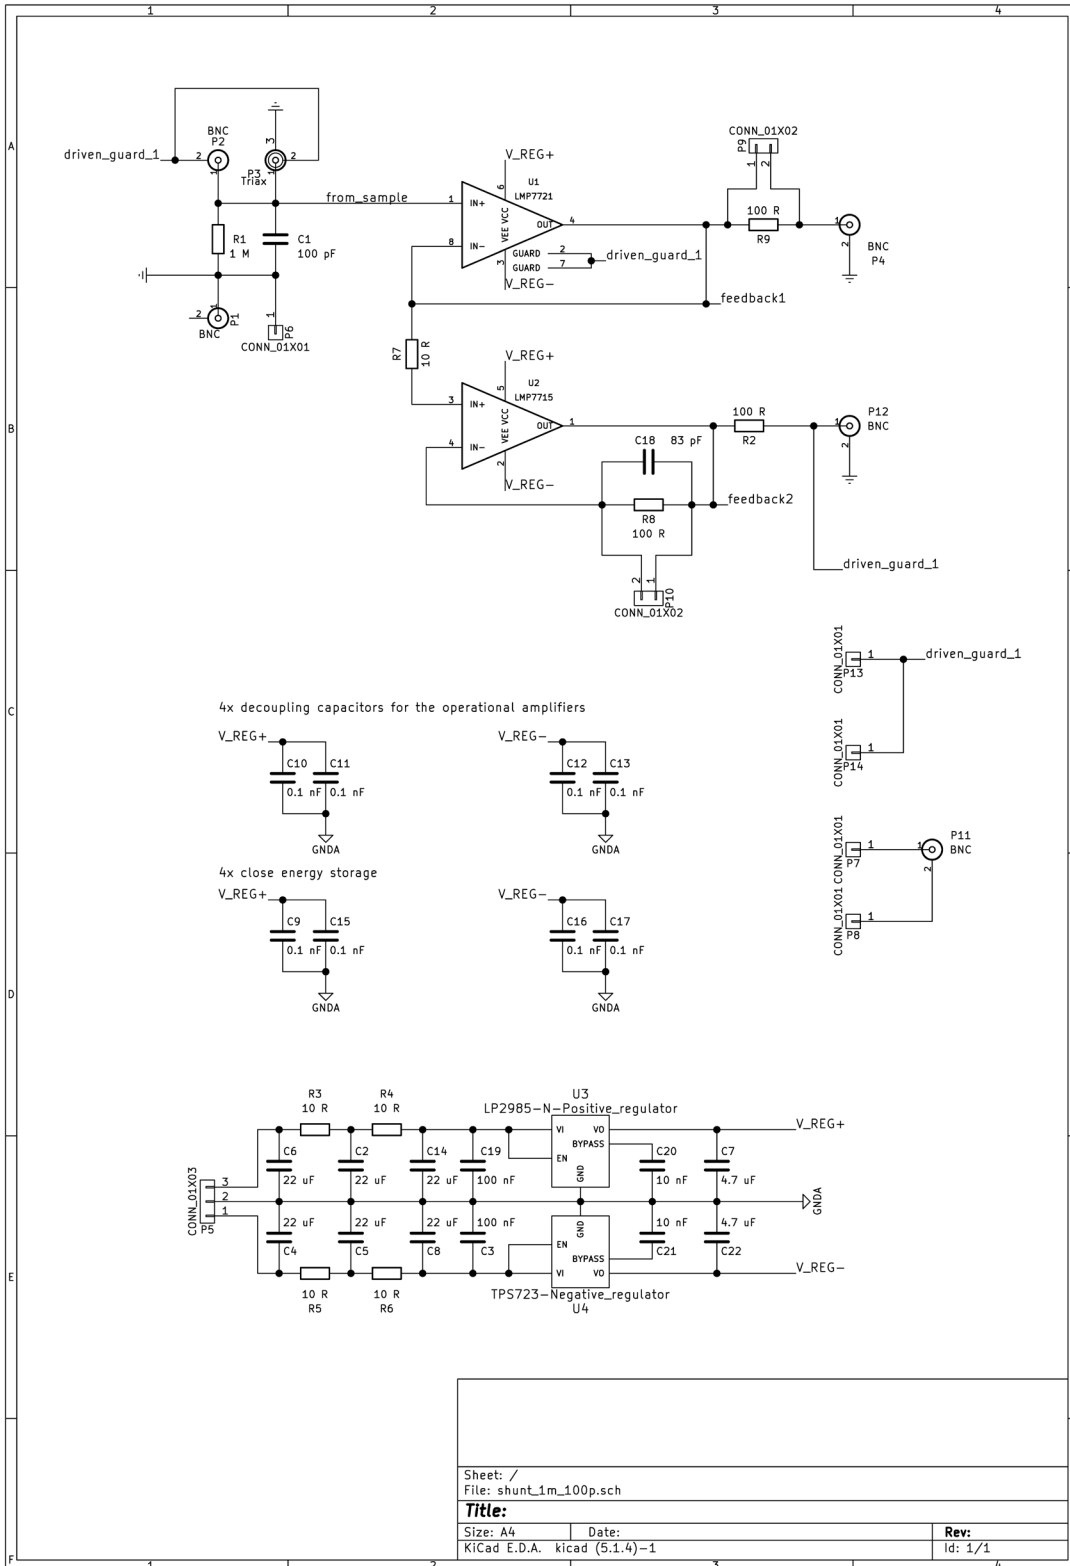 1 2 3 4
A
BNC
P2
driven_guard_1 2 1
3
2
P3
Triax
1
from_sample
R1
1 M
C1
100 pF
2 1 P1
BNC
1 P6
CONN_01X01
V_REG+
6
U1
LMP7721
1 IN+
8 IN-
VEE VCC
OUT 4
GUARD 2
GUARD 7
driven_guard_1
3
V_REG-
CONN_01X02
P9
1 2
100 R
R9
1
2
BNC
P4
feedback1
R7
10 R
B
V_REG+
5
U2
LMP7715
3 IN+
4 IN-
VEE VCC
OUT 1
2
V_REG-
C18 83 pF
R8
100 R
feedback2
2 1 P10
CONN_01X02
100 R
R2
1
2
P12
BNC
driven_guard_1
C
CONN_01X01
P13
1
driven_guard_1
CONN_01X01
P14
1
4x decoupling capacitors for the operational amplifiers
V_REG+
C10 C11
0.1 nF 0.1 nF
GNDA
V_REG-
C12 C13
0.1 nF 0.1 nF
GNDA
CONN_01X01
P7
1
1
2
P11
BNC
CONN_01X01
P8
1
4x close energy storage
V_REG+
C9 C15
0.1 nF 0.1 nF
GNDA
V_REG-
C16 C17
0.1 nF 0.1 nF
GNDA
D
R3 R4
10 R 10 R
U3
LP2985-N-Positive_regulator
VI VO
BYPASS
EN
GND
V_REG+
C6 C2 C14 C19 C20 C7
22 uF 22 uF 22 uF 100 nF 10 nF 4.7 uF
CONN_01X03
P5
3
2
1
GNDA
22 uF 22 uF 22 uF 100 nF 10 nF 4.7 uF
C4 C5 C8 C3 C21 C22
GND
EN
BYPASS
VI VO
V_REG-
E
10 R 10 R
R5 R6
TPS723-Negative_regulator
U4
Sheet: /
File: shunt_1m_100p.sch
Title:
Size: A4 Date: Rev:
KiCad E.D.A. kicad (5.1.4)-1 Id: 1/1
F
1 2 3 4